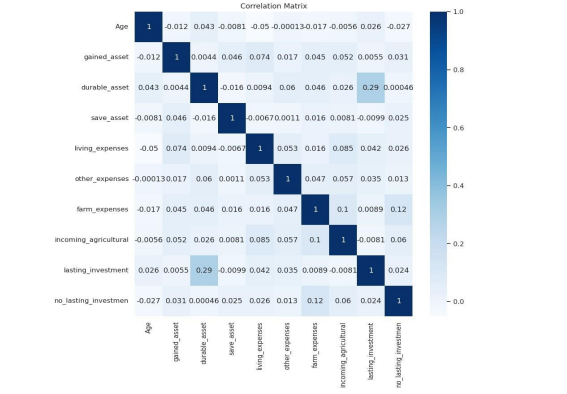 Correlation Matrix
Age 1 -0.012 0.043 -0.0081 -0.05 -0.00013 -0.017 -0.0056 0.026 -0.027
gained_asset -0.012 1 0.0044 0.046 0.074 0.017 0.045 0.052 0.0055 0.031
durable_asset 0.043 0.0044 1 -0.016 0.0094 0.06 0.046 0.026 0.29 0.00046
save_asset -0.0081 0.046 -0.016 1 -0.0067 0.0011 0.016 0.0081 -0.0099 0.025
living_expenses -0.05 0.074 0.0094 -0.0067 1 0.053 0.016 0.085 0.042 0.026
other_expenses -0.00013 0.017 0.06 0.0011 0.053 1 0.047 0.057 0.035 0.013
farm_expenses -0.017 0.045 0.046 0.016 0.016 0.047 1 0.1 0.0089 0.12
incoming_agricultural -0.0056 0.052 0.026 0.0081 0.085 0.057 0.1 1 -0.0081 0.06
lasting_investment 0.026 0.0055 0.29 -0.0099 0.042 0.035 0.0089 -0.0081 1 0.024
no_lasting_investmen -0.027 0.031 0.00046 0.025 0.026 0.013 0.12 0.06 0.024 1
Age gained_asset durable_asset save_asset living_expenses other_expenses farm_expenses incoming_agricultural lasting_investment no_lasting_investmen
1.0
0.8
0.6
0.4
0.2
0.0